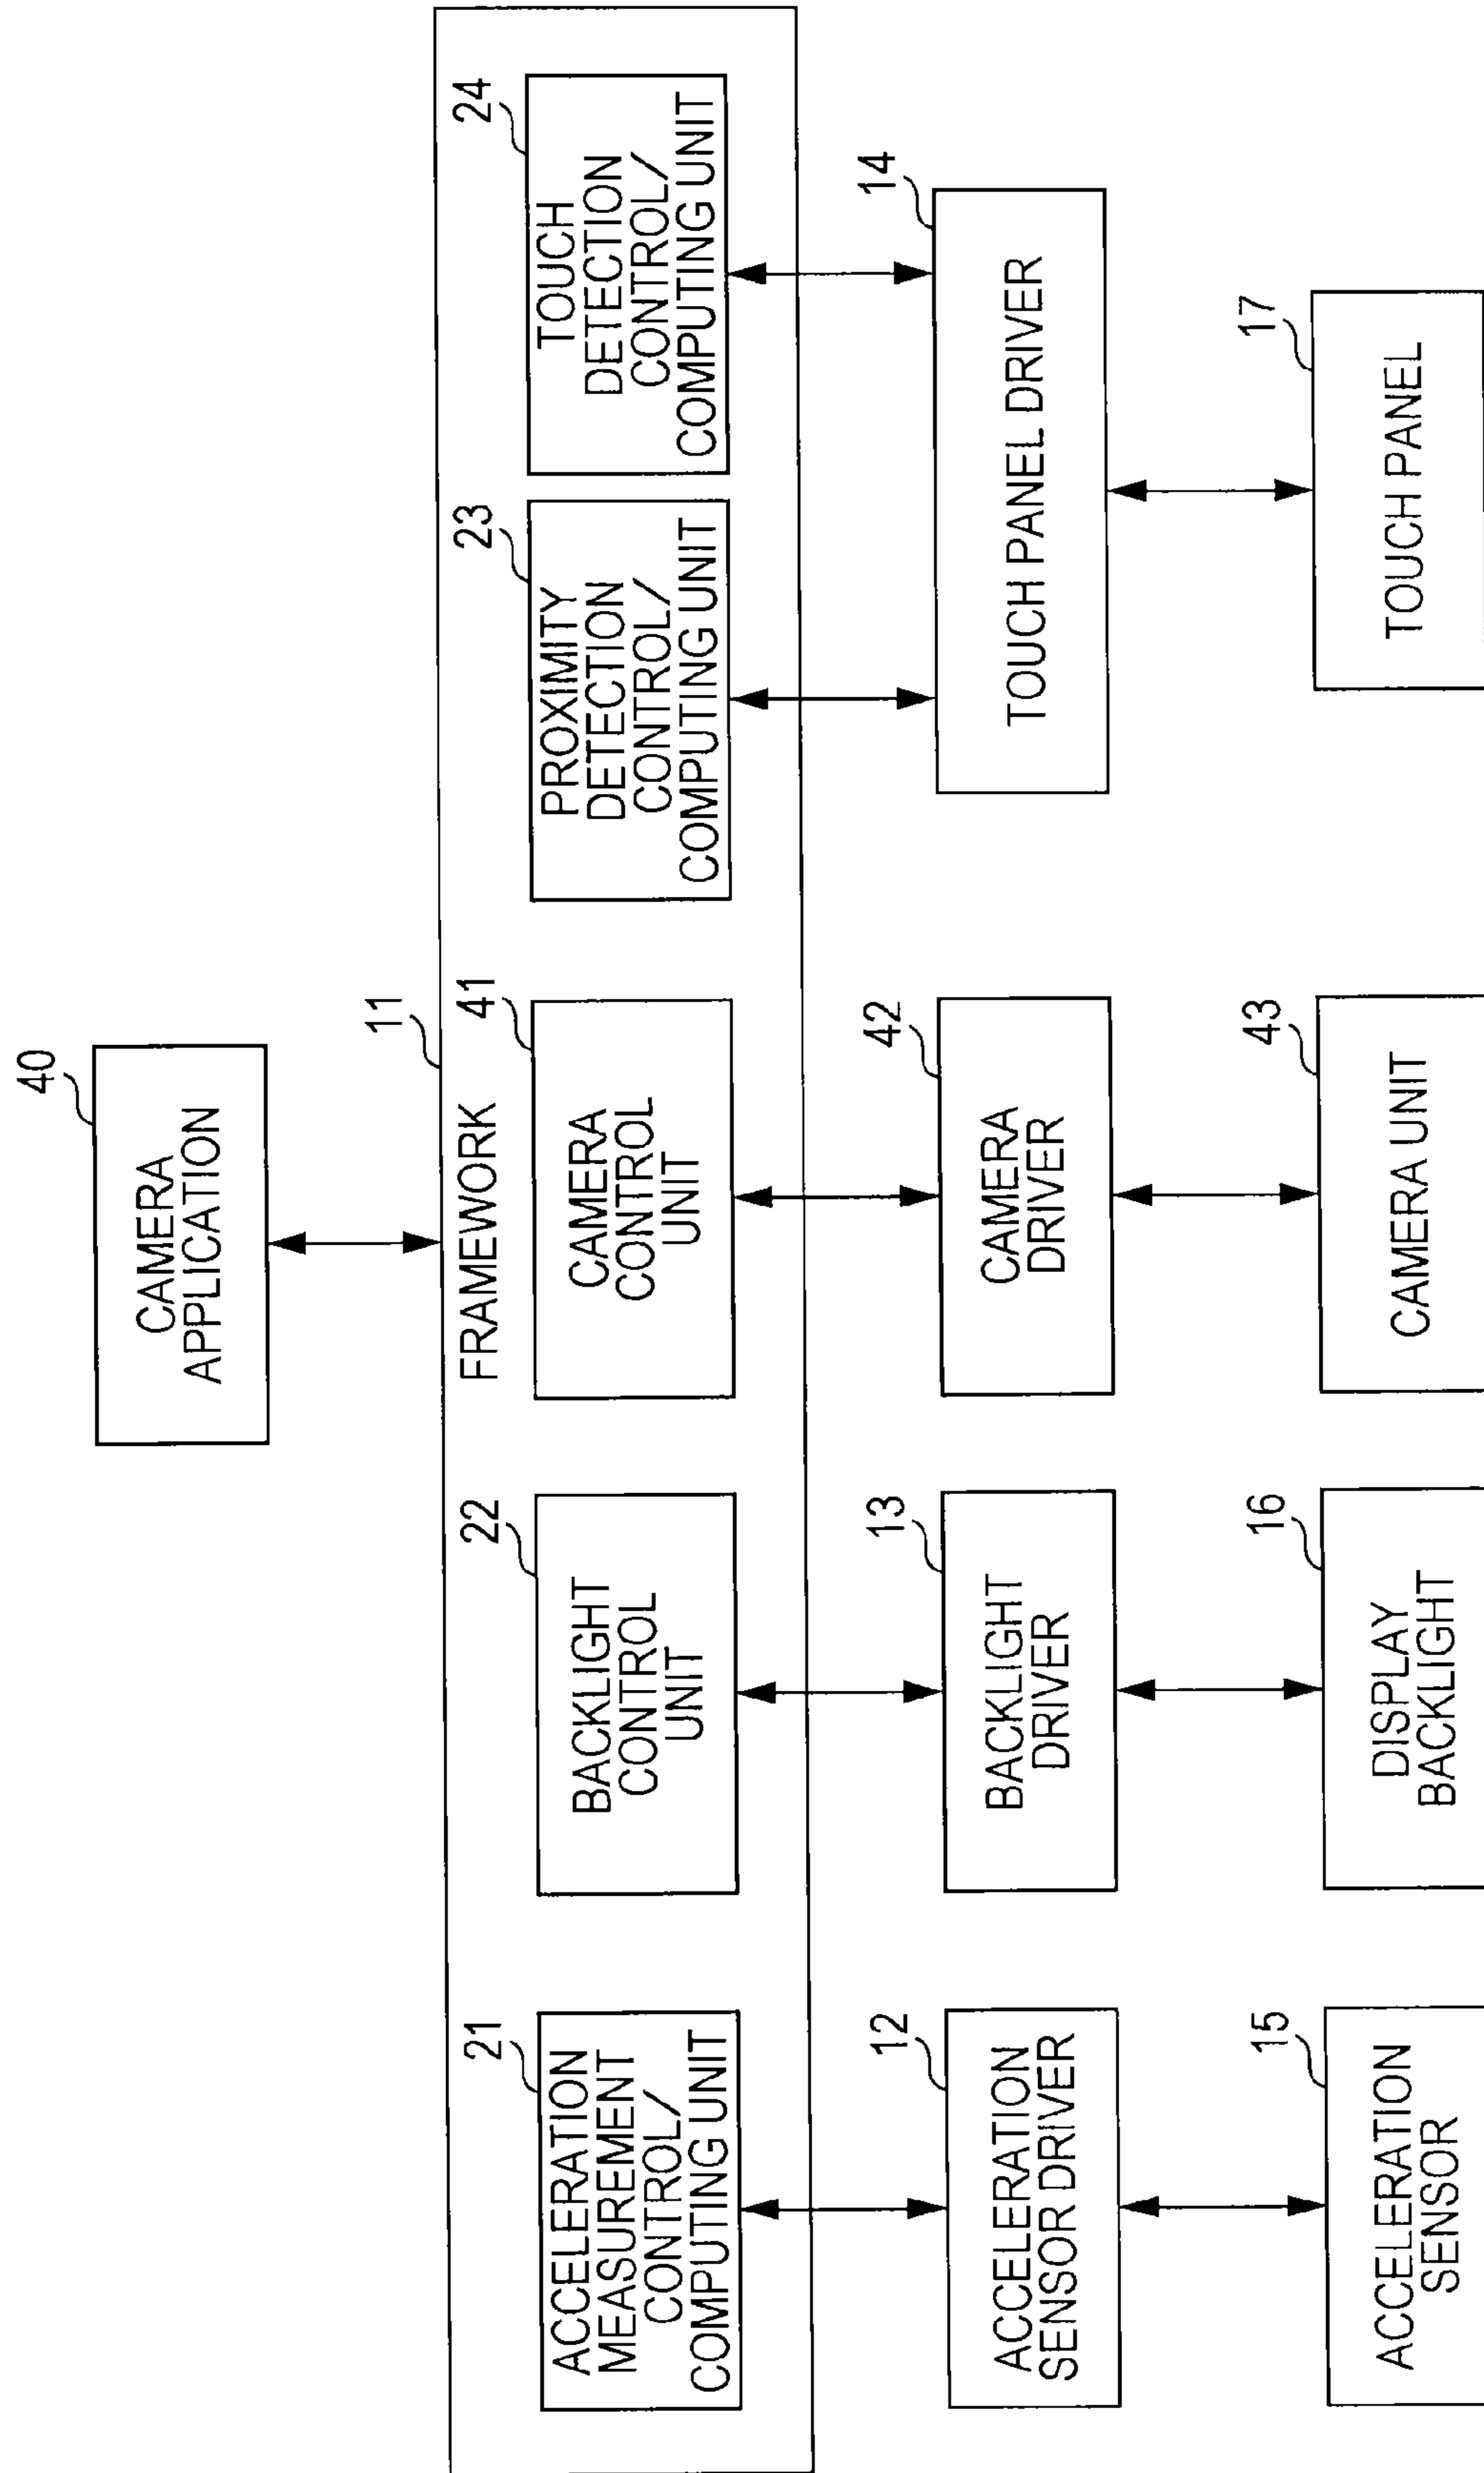 40
CAMERA
APPLICATION
11
FRAMEWORK
21
ACCELERATION
MEASUREMENT
CONTROL/
COMPUTING UNIT
22
BACKLIGHT
CONTROL
UNIT
41
CAMERA
CONTROL
UNIT
23
PROXIMITY
DETECTION
CONTROL/
COMPUTING UNIT
24
TOUCH
DETECTION
CONTROL/
COMPUTING UNIT
12
ACCELERATION
SENSOR DRIVER
13
BACKLIGHT
DRIVER
42
CAMERA
DRIVER
14
TOUCH PANEL DRIVER
15
ACCELERATION
SENSOR
16
DISPLAY
BACKLIGHT
43
CAMERA UNIT
17
TOUCH PANEL